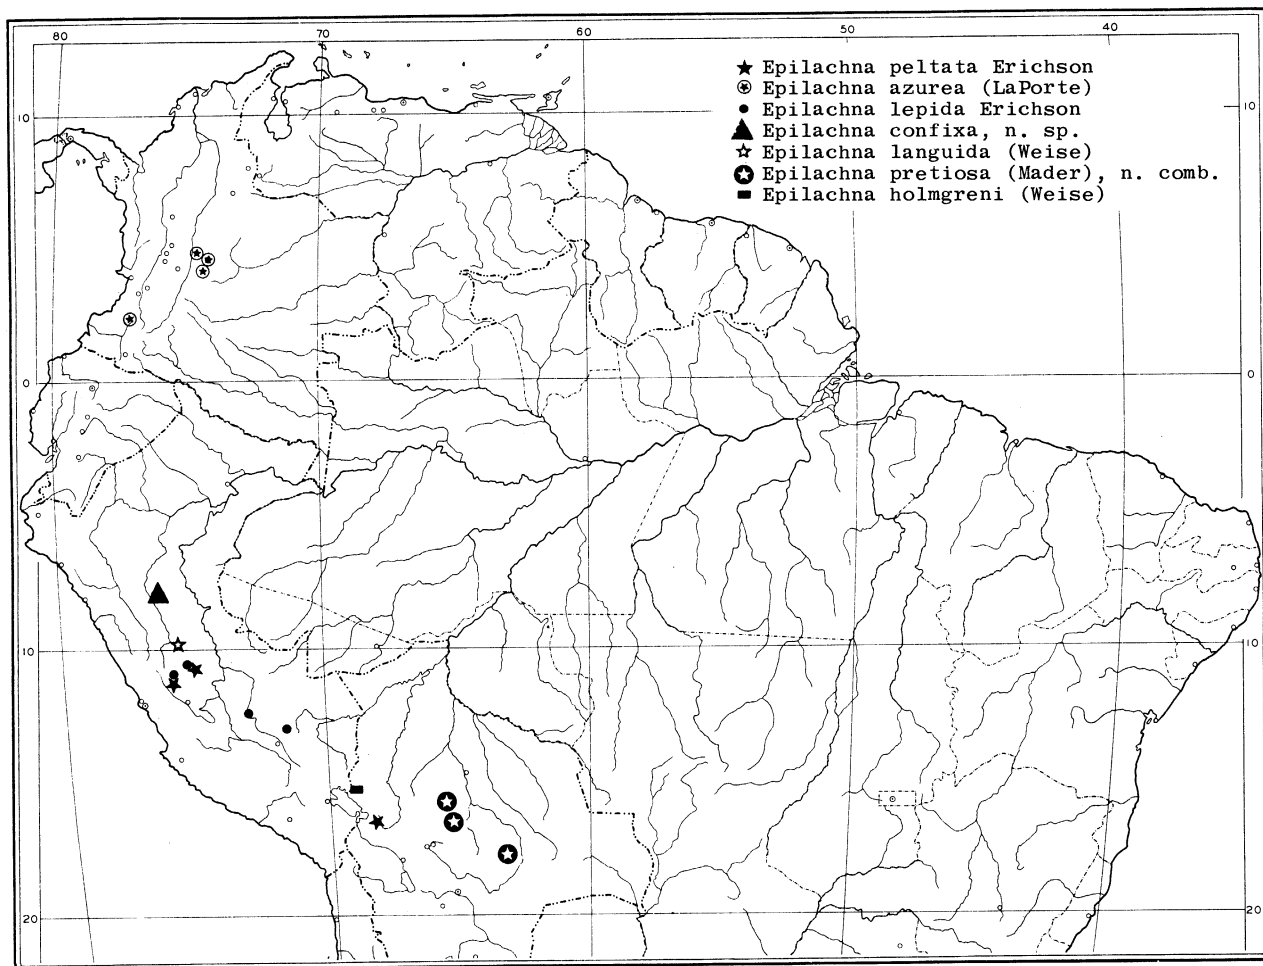 80 70 60 50 40
★ Epilachna peltata Erichson
Epilachna azurea (LaPorte)
● Epilachna lepida Erichson
▲ Epilachna confixa, n. sp.
☆ Epilachna languida (Weise)
✪ Epilachna pretiosa (Mader), n. comb.
■ Epilachna holmgreni (Weise)
10 10
0 0
10 10
20 20